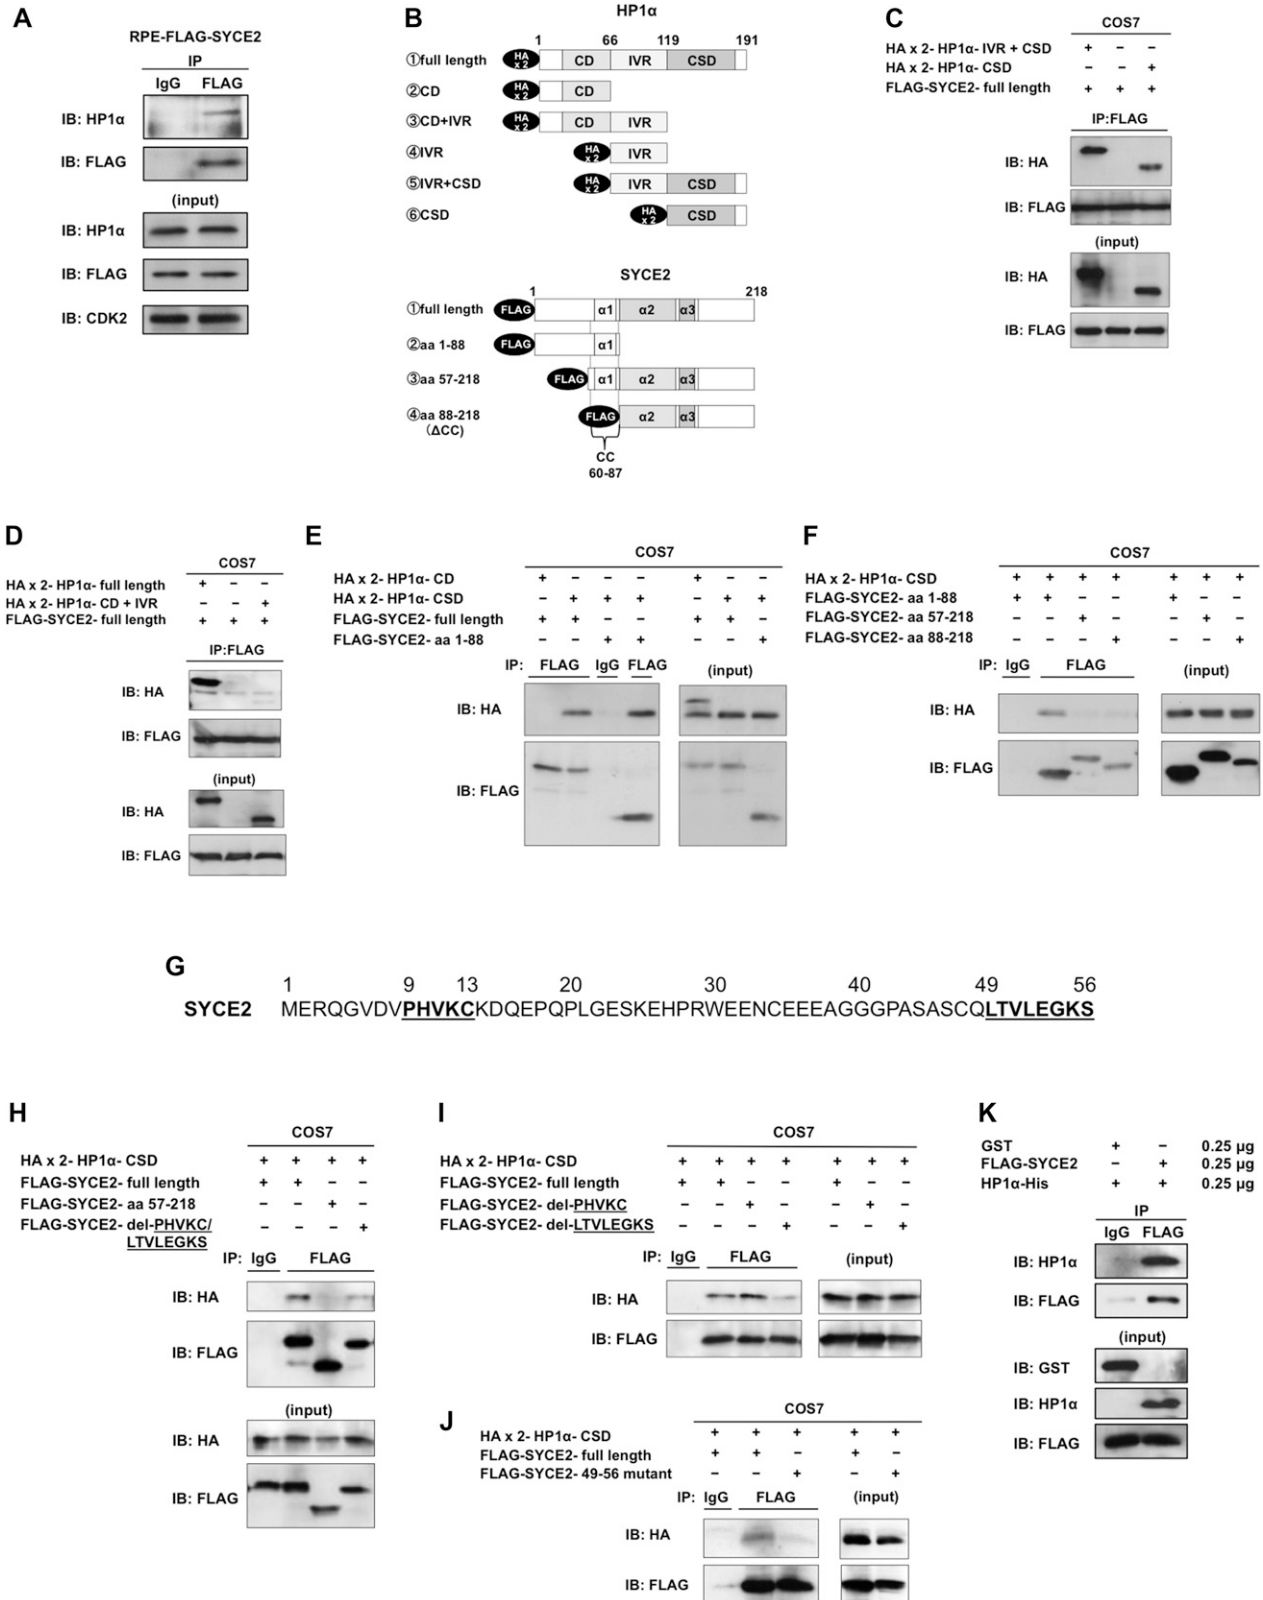 A
RPE-FLAG-SYCE2
IP
IgG FLAG
IB: HP1α
IB: FLAG
(input)
IB: HP1α
IB: FLAG
IB: CDK2
B
HP1α
1 66 119 191
①full length HA x 2 CD IVR CSD
②CD HA x 2 CD
③CD+IVR HA x 2 CD IVR
④IVR HA x 2 IVR
⑤IVR+CSD HA x 2 IVR CSD
⑥CSD HA x 2 CSD
SYCE2
1 218
①full length FLAG α1 α2 α3
②aa 1-88 FLAG α1
③aa 57-218 FLAG α1 α2 α3
④aa 88-218 FLAG α2 α3
(ΔCC)
CC
60-87
C
COS7
HA x 2- HP1α- IVR + CSD + − −
HA x 2- HP1α- CSD − − +
FLAG-SYCE2- full length + + +
IP:FLAG
IB: HA
IB: FLAG
(input)
IB: HA
IB: FLAG
D
COS7
HA x 2- HP1α- full length + − −
HA x 2- HP1α- CD + IVR − − +
FLAG-SYCE2- full length + + +
IP:FLAG
IB: HA
IB: FLAG
(input)
IB: HA
IB: FLAG
E
COS7
HA x 2- HP1α- CD + − − − + − −
HA x 2- HP1α- CSD − + + + − + +
FLAG-SYCE2- full length + + − − + + −
FLAG-SYCE2- aa 1-88 − − + + − − +
IP: FLAG IgG FLAG (input)
IB: HA
IB: FLAG
F
COS7
HA x 2- HP1α- CSD + + + + + + +
FLAG-SYCE2- aa 1-88 + + − − + − −
FLAG-SYCE2- aa 57-218 − − + − − + −
FLAG-SYCE2- aa 88-218 − − − + − − +
IP: IgG FLAG (input)
IB: HA
IB: FLAG
G
1 9 13 20 30 40 49 56
SYCE2 MERQGVDVPHVKCKDQEPQPLGESKEHPRWEENCEEEAGGGPASASCQLTVLEGKS
H
COS7
HA x 2- HP1α- CSD + + + +
FLAG-SYCE2- full length + + − −
FLAG-SYCE2- aa 57-218 − − + −
FLAG-SYCE2- del-PHVKC/ − − − +
LTVLEGKS
IP: IgG FLAG
IB: HA
IB: FLAG
(input)
IB: HA
IB: FLAG
I
COS7
HA x 2- HP1α- CSD + + + + + + +
FLAG-SYCE2- full length + + − − + − −
FLAG-SYCE2- del-PHVKC − − + − − + −
FLAG-SYCE2- del-LTVLEGKS − − − + − − +
IP: IgG FLAG (input)
IB: HA
IB: FLAG
J
COS7
HA x 2- HP1α- CSD + + + + +
FLAG-SYCE2- full length + + − + −
FLAG-SYCE2- 49-56 mutant − − + − +
IP: IgG FLAG (input)
IB: HA
IB: FLAG
K
GST + − 0.25 µg
FLAG-SYCE2 − + 0.25 µg
HP1α-His + + 0.25 µg
IP
IgG FLAG
IB: HP1α
IB: FLAG
(input)
IB: GST
IB: HP1α
IB: FLAG